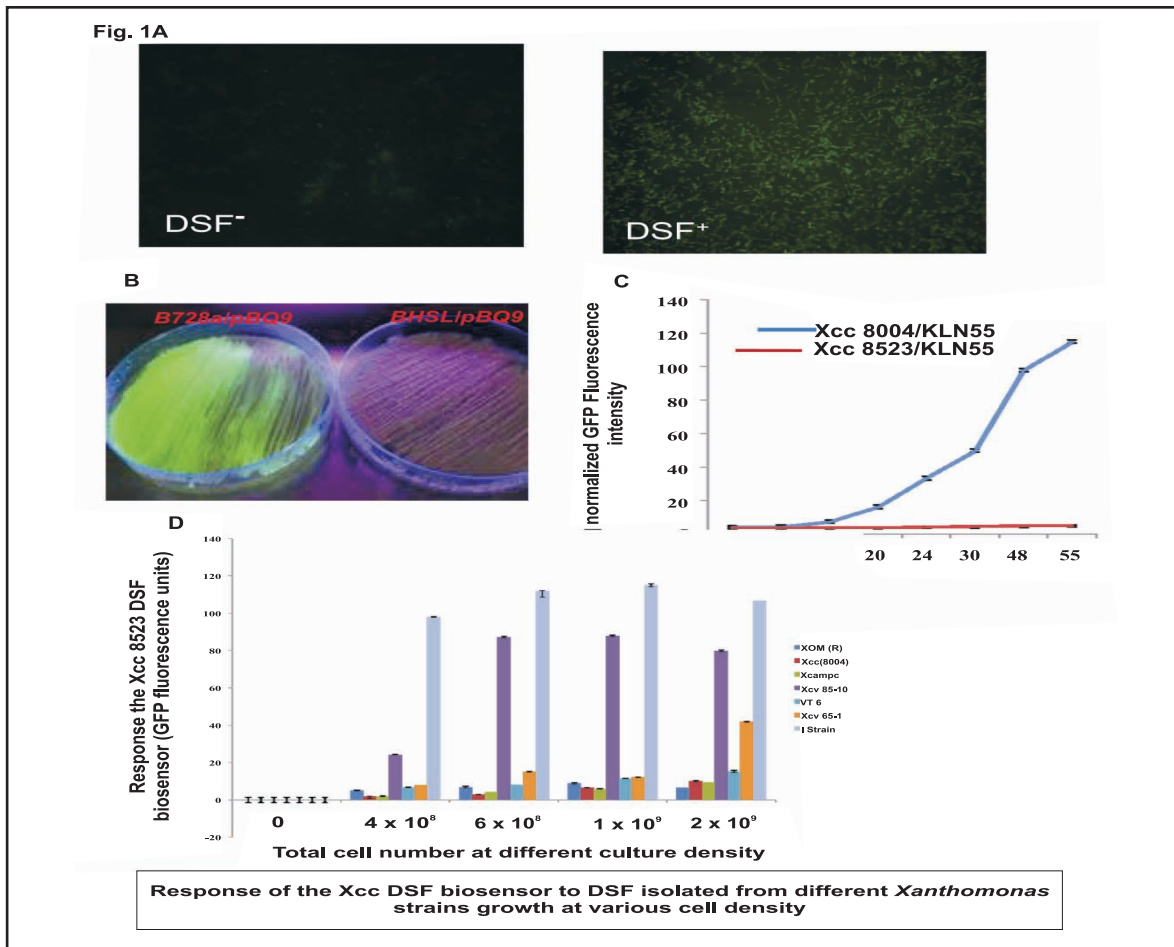 Fig. 1A
DSF-
DSF+
B
B728a/pBQ9
BHSL/pBQ9
C
normalized GFP Fluorescence
intensity
140
120
100
80
60
40
20
Xcc 8004/KLN55
Xcc 8523/KLN55
20 24 30 48 55
D
Response the Xcc 8523 DSF
biosensor (GFP fluorescence units)
140
120
100
80
60
40
20
0
-20
0 4 x 10⁸ 6 x 10⁸ 1 x 10⁹ 2 x 10⁹
Total cell number at different culture density
XOM (R)
Xcc(8004)
Xcampc
Xcv 85-10
VT 6
Xcv 65-1
Strain
Response of the Xcc DSF biosensor to DSF isolated from different Xanthomonas
strains growth at various cell density